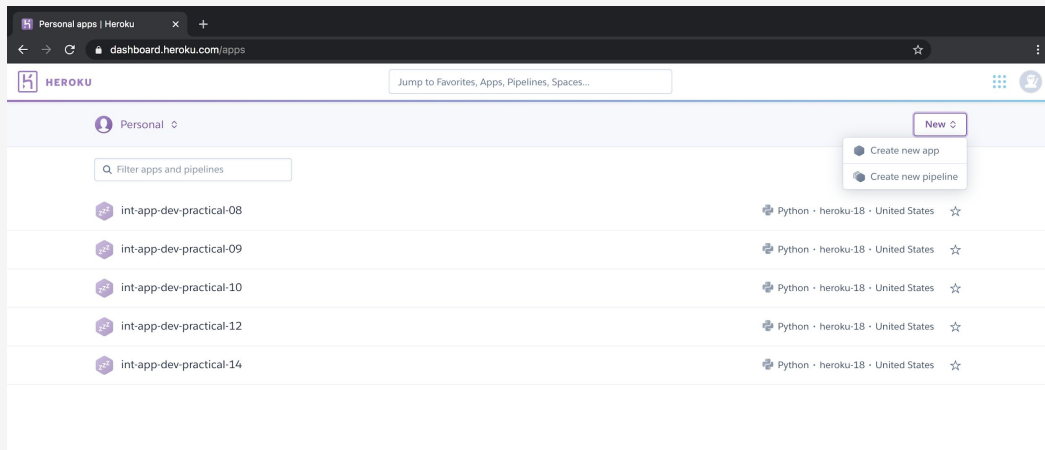 Personal apps | Heroku
dashboard.heroku.com/apps
HEROKU
Jump to Favorites, Apps, Pipelines, Spaces...
Personal
New
Create new app
Create new pipeline
Filter apps and pipelines
int-app-dev-practical-08 Python • heroku-18 • United States
int-app-dev-practical-09 Python • heroku-18 • United States
int-app-dev-practical-10 Python • heroku-18 • United States
int-app-dev-practical-12 Python • heroku-18 • United States
int-app-dev-practical-14 Python • heroku-18 • United States